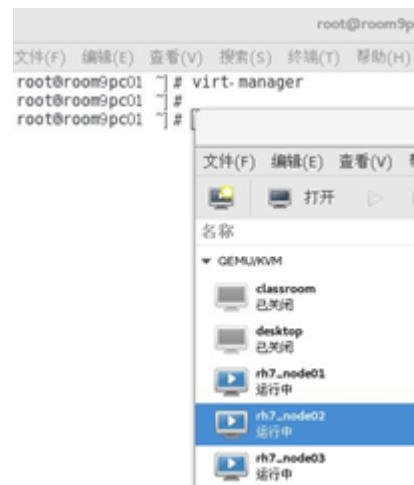 root@room9p
文件(F) 编辑(E) 查看(V) 搜索(S) 终端(T) 帮助(H)
root@room9pc01 ~]# virt-manager
root@room9pc01 ~]#
root@room9pc01 ~]# [
文件(F) 编辑(E) 查看(V)
打开
名称
QEMU/KVM
classroom
已关闭
desktop
已关闭
rh7_node01
运行中
rh7_node02
运行中
rh7_node03
运行中